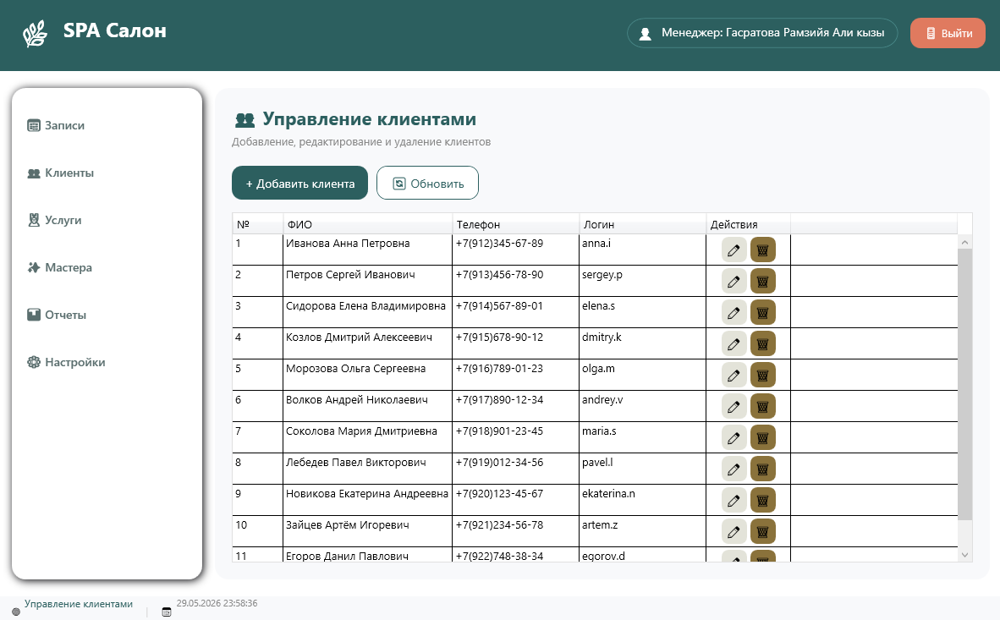 SPA Салон
Менеджер: Гасратова Рамзийя Али кызы
Выйти
Записи
Клиенты
Услуги
Мастера
Отчеты
Настройки
Управление клиентами
Добавление, редактирование и удаление клиентов
+ Добавить клиента
Обновить
№ ФИО Телефон Логин Действия
1 Иванова Анна Петровна +7(912)345-67-89 anna.i
2 Петров Сергей Иванович +7(913)456-78-90 sergey.p
3 Сидорова Елена Владимировна +7(914)567-89-01 elena.s
4 Козлов Дмитрий Алексеевич +7(915)678-90-12 dmitry.k
5 Морозова Ольга Сергеевна +7(916)789-01-23 olga.m
6 Волков Андрей Николаевич +7(917)890-12-34 andrey.v
7 Соколова Мария Дмитриевна +7(918)901-23-45 maria.s
8 Лебедев Павел Викторович +7(919)012-34-56 pavel.l
9 Новикова Екатерина Андреевна +7(920)123-45-67 ekaterina.n
10 Зайцев Артём Игоревич +7(921)234-56-78 artem.z
11 Егоров Данил Павлович +7(922)748-38-34 egorov.d
Управление клиентами
29.05.2026 23:58:36